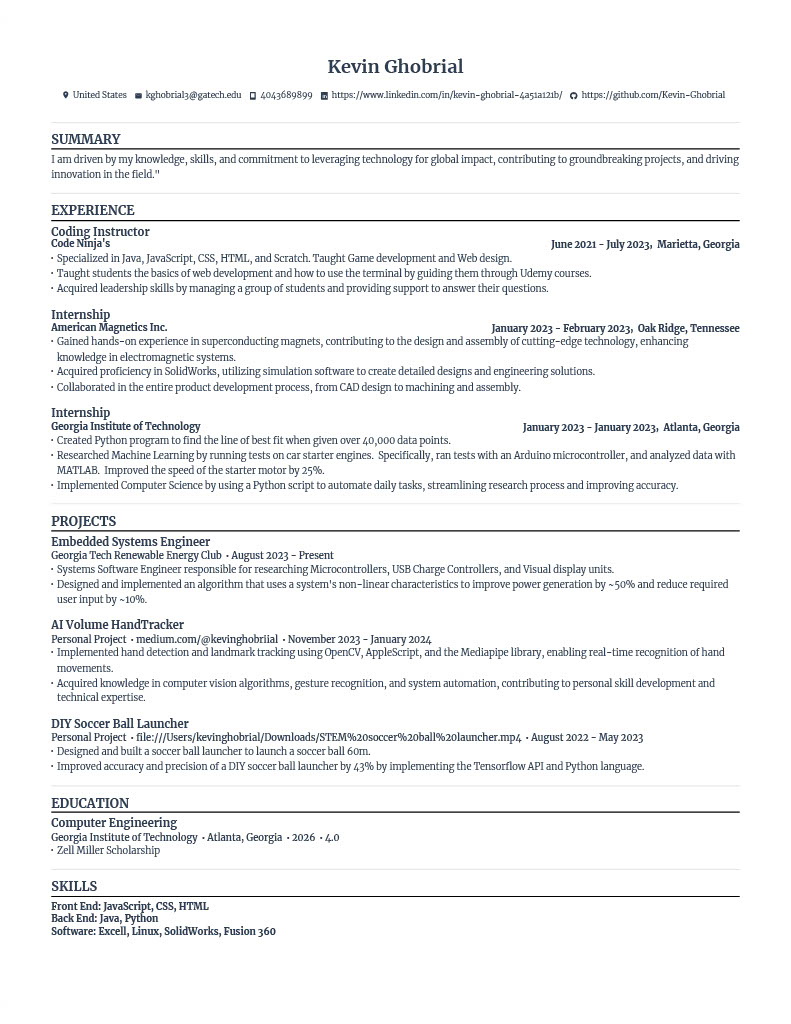 Kevin Ghobrial
United States kghobrial3@gatech.edu 4043689899 https://www.linkedin.com/in/kevin-ghobrial-4a51a121b/ https://github.com/Kevin-Ghobrial
SUMMARY
I am driven by my knowledge, skills, and commitment to leveraging technology for global impact, contributing to groundbreaking projects, and driving
innovation in the field."
EXPERIENCE
Coding Instructor
Code Ninja's June 2021 - July 2023, Marietta, Georgia
• Specialized in Java, JavaScript, CSS, HTML, and Scratch. Taught Game development and Web design.
• Taught students the basics of web development and how to use the terminal by guiding them through Udemy courses.
• Acquired leadership skills by managing a group of students and providing support to answer their questions.
Internship
American Magnetics Inc. January 2023 - February 2023, Oak Ridge, Tennessee
• Gained hands-on experience in superconducting magnets, contributing to the design and assembly of cutting-edge technology, enhancing
knowledge in electromagnetic systems.
• Acquired proficiency in SolidWorks, utilizing simulation software to create detailed designs and engineering solutions.
• Collaborated in the entire product development process, from CAD design to machining and assembly.
Internship
Georgia Institute of Technology January 2023 - January 2023, Atlanta, Georgia
• Created Python program to find the line of best fit when given over 40,000 data points.
• Researched Machine Learning by running tests on car starter engines. Specifically, ran tests with an Arduino microcontroller, and analyzed data with
MATLAB. Improved the speed of the starter motor by 25%.
• Implemented Computer Science by using a Python script to automate daily tasks, streamlining research process and improving accuracy.
PROJECTS
Embedded Systems Engineer
Georgia Tech Renewable Energy Club • August 2023 - Present
• Systems Software Engineer responsible for researching Microcontrollers, USB Charge Controllers, and Visual display units.
• Designed and implemented an algorithm that uses a system's non-linear characteristics to improve power generation by ~50% and reduce required
user input by ~10%.
AI Volume HandTracker
Personal Project • medium.com/@kevinghobriial • November 2023 - January 2024
• Implemented hand detection and landmark tracking using OpenCV, AppleScript, and the Mediapipe library, enabling real-time recognition of hand
movements.
• Acquired knowledge in computer vision algorithms, gesture recognition, and system automation, contributing to personal skill development and
technical expertise.
DIY Soccer Ball Launcher
Personal Project • file:///Users/kevinghobrial/Downloads/STEM%20soccer%20ball%20launcher.mp4 • August 2022 - May 2023
• Designed and built a soccer ball launcher to launch a soccer ball 60m.
• Improved accuracy and precision of a DIY soccer ball launcher by 43% by implementing the Tensorflow API and Python language.
EDUCATION
Computer Engineering
Georgia Institute of Technology • Atlanta, Georgia • 2026 • 4.0
• Zell Miller Scholarship
SKILLS
Front End: JavaScript, CSS, HTML
Back End: Java, Python
Software: Excell, Linux, SolidWorks, Fusion 360